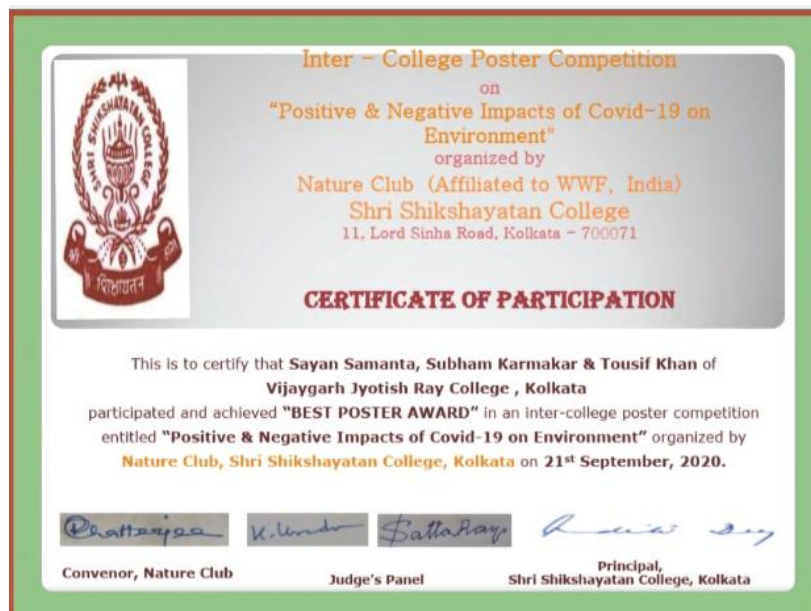 Inter - College Poster Competition
on
"Positive & Negative Impacts of Covid-19 on
Environment"
organized by
Nature Club (Affiliated to WWF, India)
Shri Shikshayatan College
11, Lord Sinha Road, Kolkata - 700071
SHRI SHIKSHAYATAN COLLEGE
श्री
शिक्षायतन
CERTIFICATE OF PARTICIPATION
This is to certify that Sayan Samanta, Subham Karmakar & Tousif Khan of
Vijaygarh Jyotish Ray College , Kolkata
participated and achieved "BEST POSTER AWARD" in an inter-college poster competition
entitled "Positive & Negative Impacts of Covid-19 on Environment" organized by
Nature Club, Shri Shikshayatan College, Kolkata on 21st September, 2020.
Convenor, Nature Club
Judge's Panel
Principal,
Shri Shikshayatan College, Kolkata